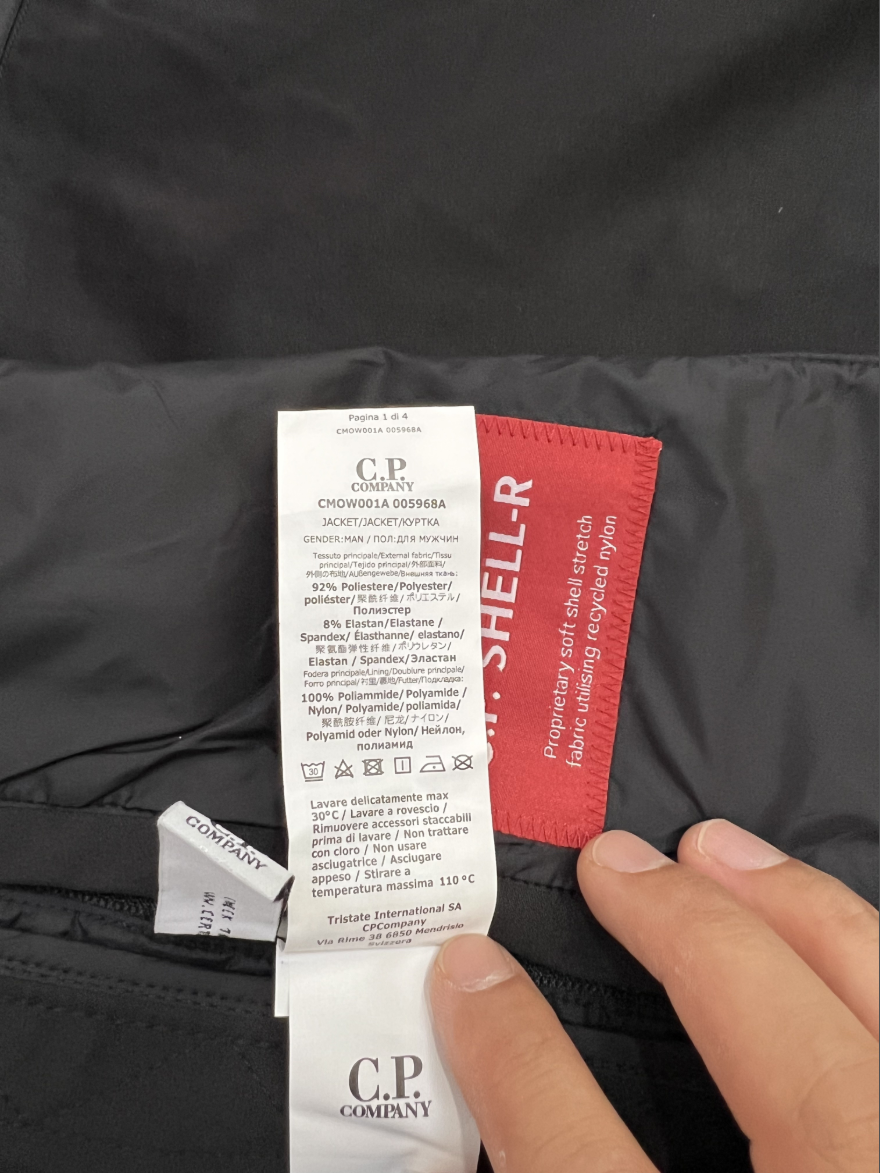 Pagina 1 di 4
CMOW001A 005968A
C.P.
COMPANY
CMOW001A 005968A
JACKET/JACKET/КУРТКА
GENDER:MAN / ПОЛ:ДЛЯ МУЖЧИН
Tessuto principale/External fabric/Tissu
principal/Tejido principal/外部面料/
外側の布地/Außengewebe/Внешняя ткань:
92% Poliestere/Polyester/
poliéster/聚酰纤维/ポリエステル/
Полиэстер
8% Elastan/Elastane /
Spandex/ Élasthanne/ elastano/
聚氨酯弹性纤维/ポリウレタン/
Elastan / Spandex/Эластан
Fodera principale/Lining/Doublure principale/
Forro principal/衬里/裏地/Futter/Подкладка:
100% Poliammide/ Polyamide /
Nylon/ Polyamide/ poliamida/
聚酰胺纤维/ 尼龙/ナイロン/
Polyamid oder Nylon/ Нейлон,
полиамид
30
Lavare delicatamente max
30°C / Lavare a rovescio /
Rimuovere accessori staccabili
prima di lavare / Non trattare
con cloro / Non usare
asciugatrice / Asciugare
appeso / Stirare a
temperatura massima 110°C
Tristate International SA
CPCompany
Via Rime 38 6850 Mendrisio
Svizzera
C.P.
COMPANY
SHELL-R
Proprietary soft shell stretch
fabric utilising recycled nylon
COMPANY